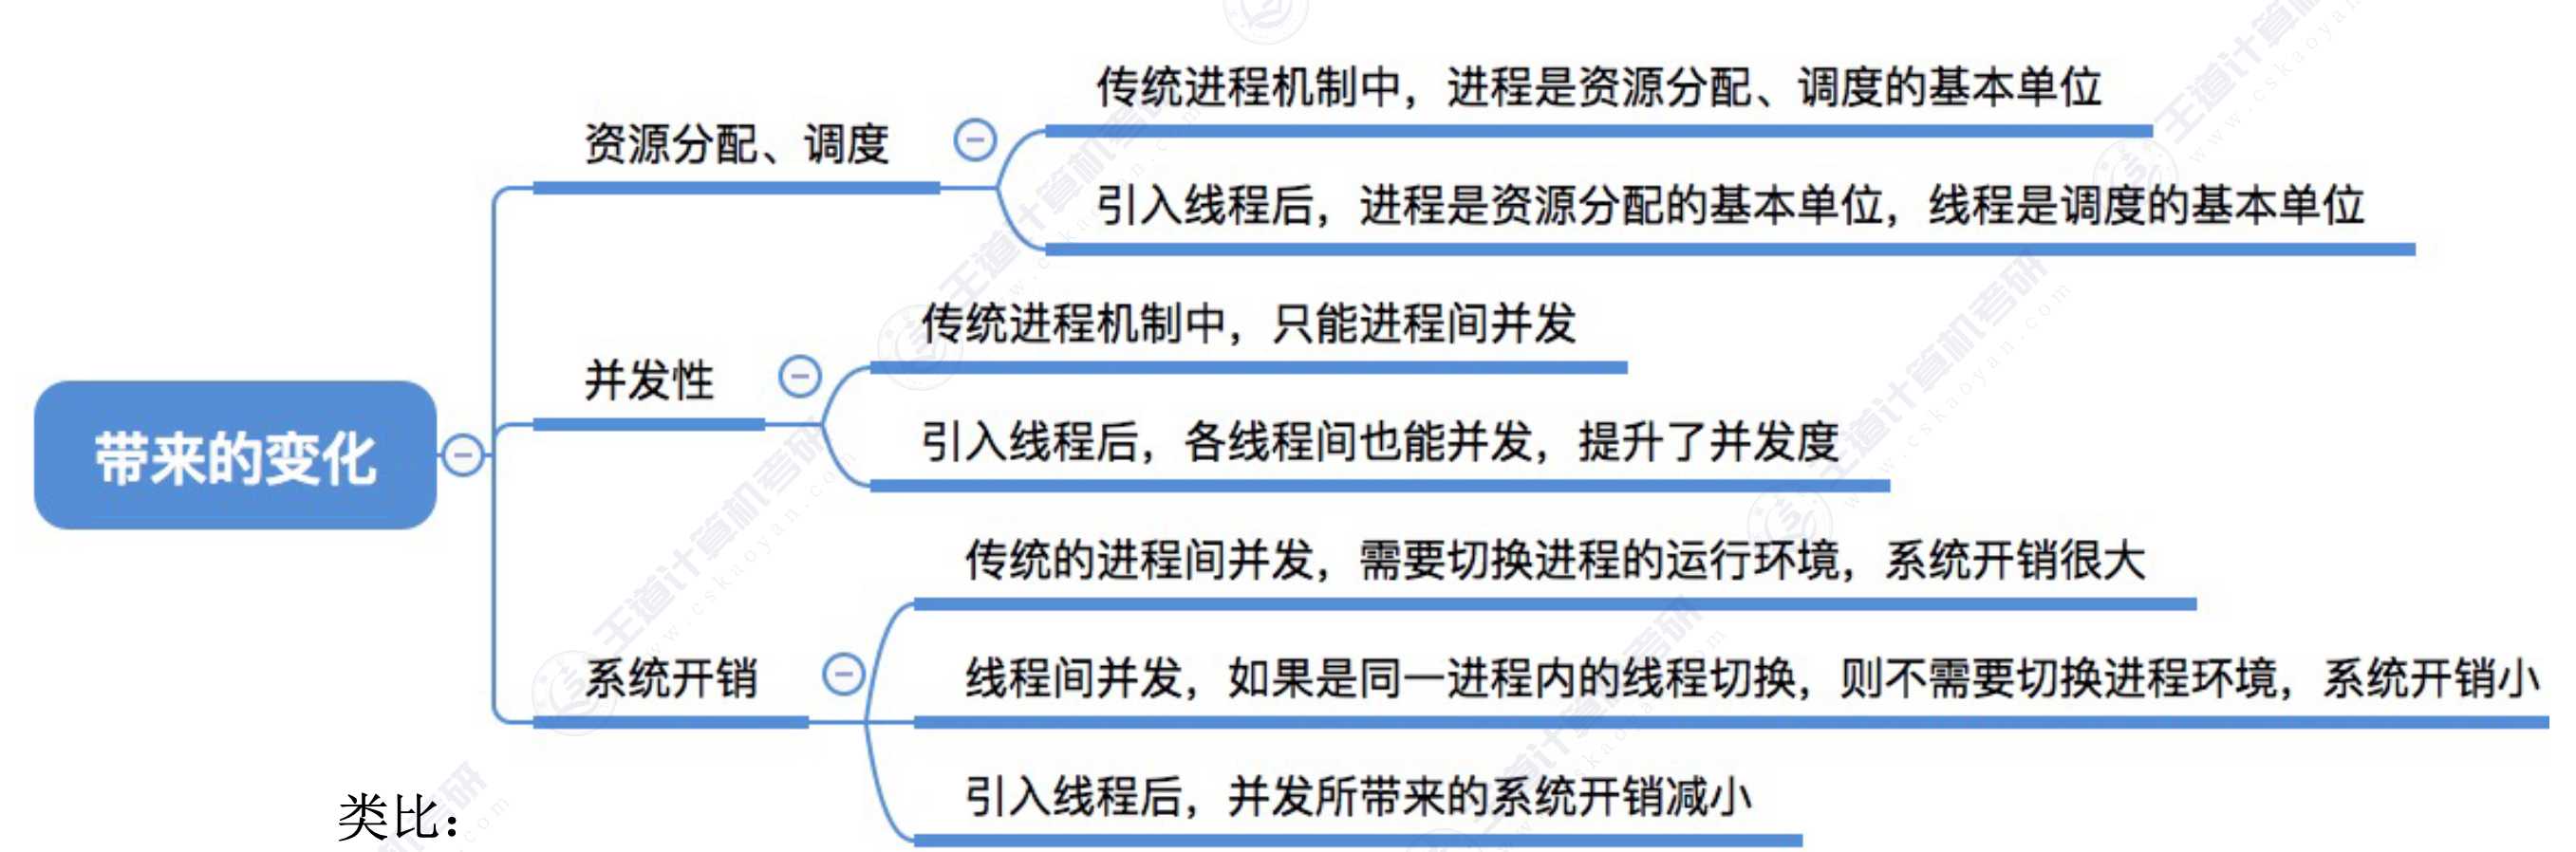 传统进程机制中，进程是资源分配、调度的基本单位
资源分配、调度
引入线程后，进程是资源分配的基本单位，线程是调度的基本单位
传统进程机制中，只能进程间并发
并发性
引入线程后，各线程间也能并发，提升了并发度
带来的变化
传统的进程间并发，需要切换进程的运行环境，系统开销很大
系统开销
线程间并发，如果是同一进程内的线程切换，则不需要切换进程环境，系统开销小
引入线程后，并发所带来的系统开销减小
类比：
王道计算机考研
www.cskaoyan.com